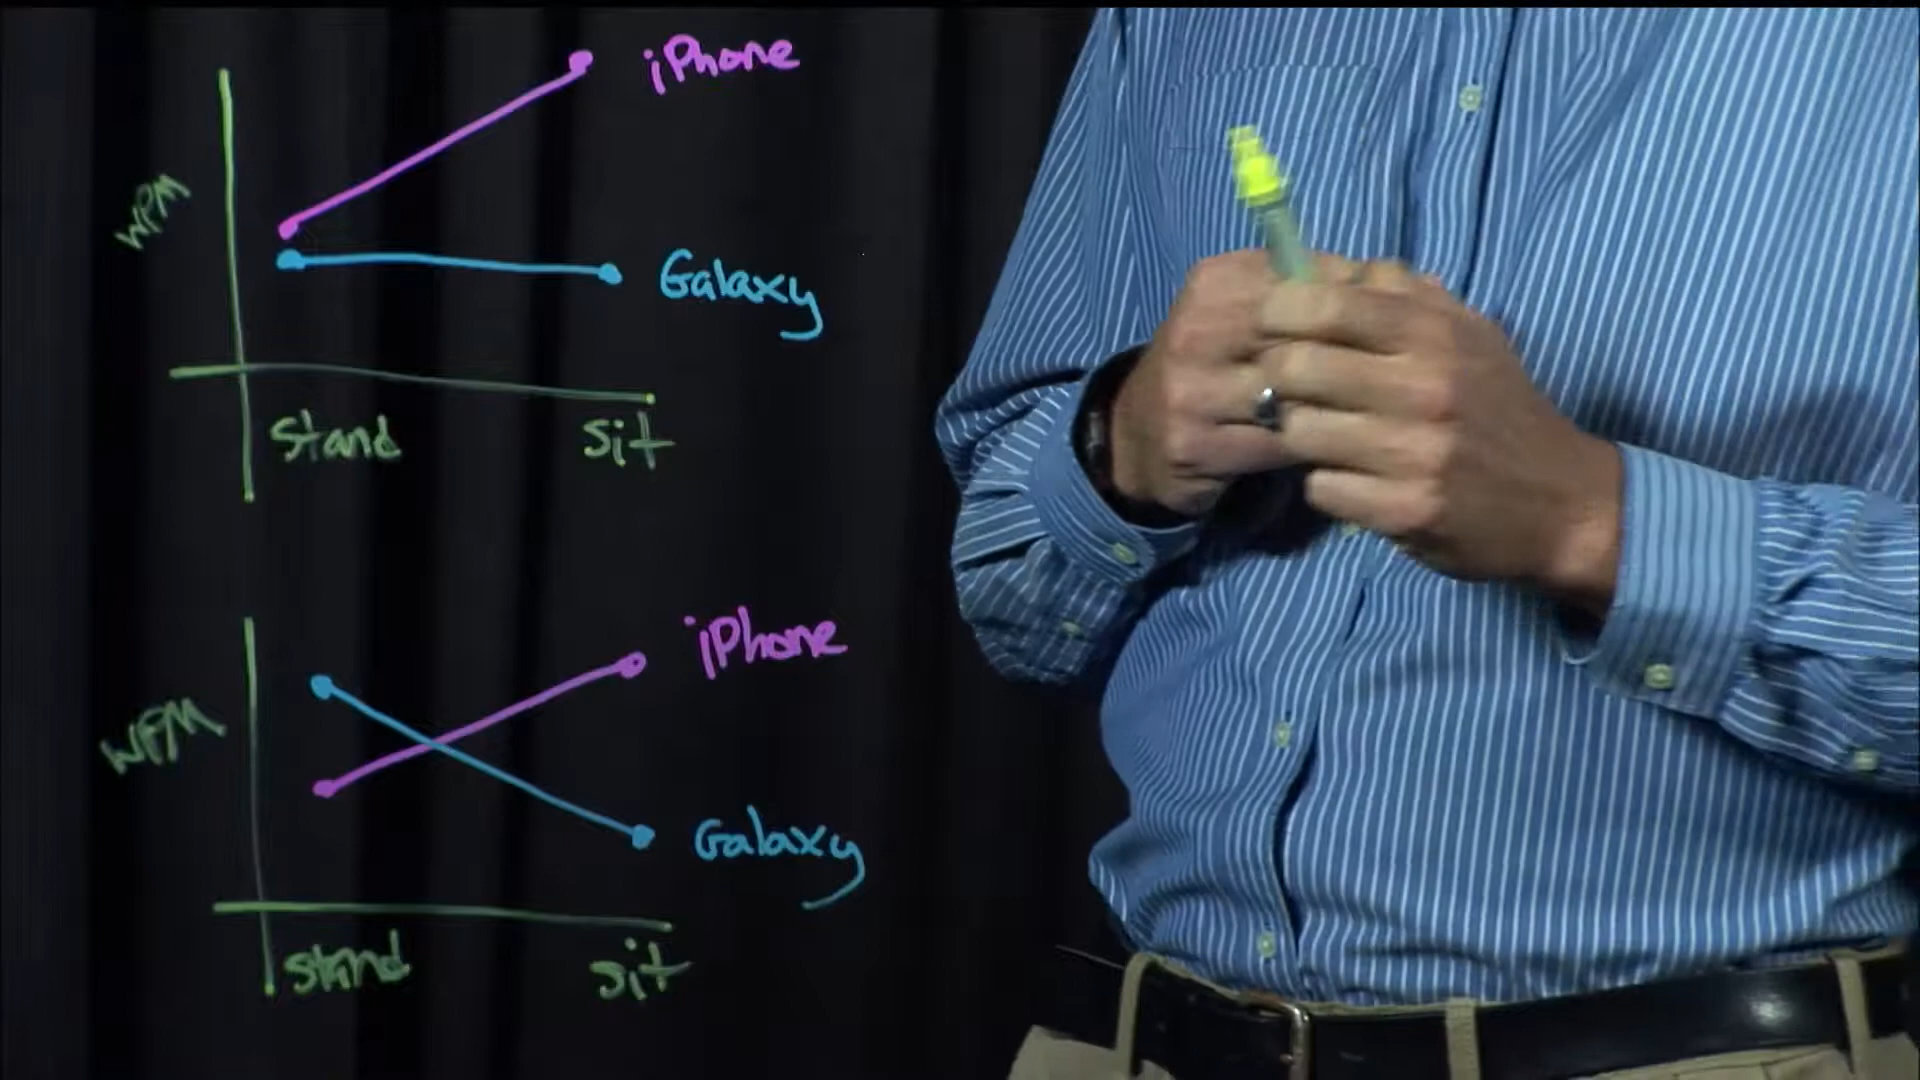 iPhone
WPM
Galaxy
Stand
sit
iPhone
WPM
Galaxy
Stand
sit